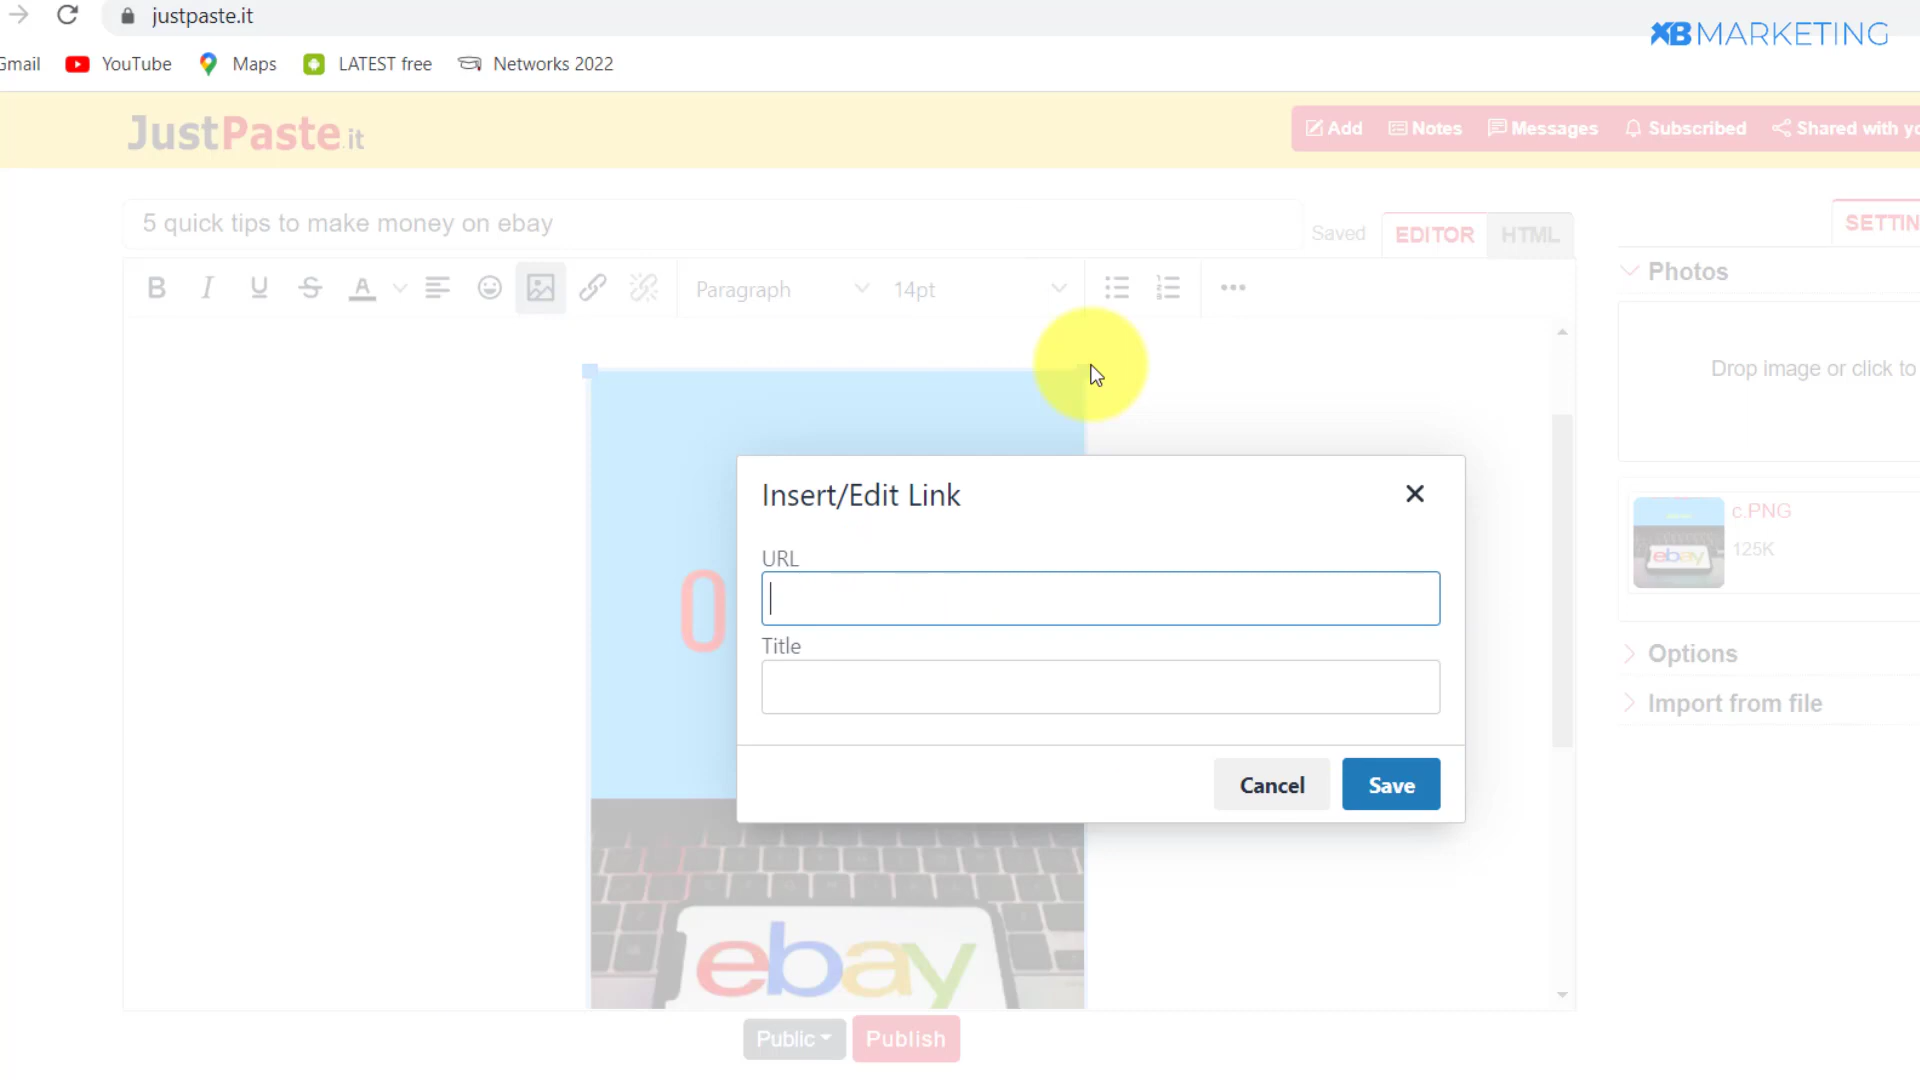 justpaste.it
XB MARKETING
Gmail YouTube Maps LATEST free Networks 2022
JustPaste.it
Add Notes Messages Subscribed Shared with yo
5 quick tips to make money on ebay
Saved EDITOR HTML
SETTIN
Paragraph 14pt
Photos
Drop image or click to
Insert/Edit Link
URL
Title
Cancel Save
0
c.PNG
125K
ebay
Options
Import from file
ebay
Public Publish